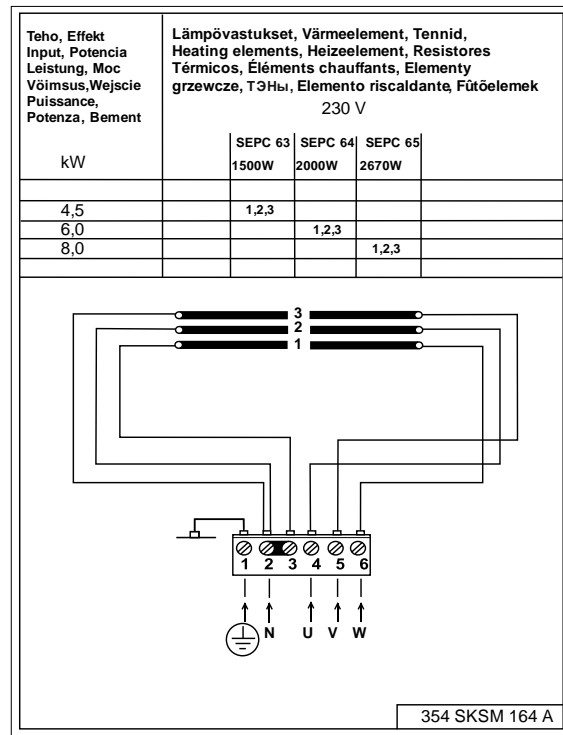 Teho, Effekt
Input, Potencia
Leistung, Moc
Vöimsus,Wejscie
Puissance,
Potenza, Bement
kW
Lämpövastukset, Värmeelement, Tennid,
Heating elements, Heizeelement, Resistores
Térmicos, Éléments chauffants, Elementy
grzewcze, ТЭНы, Elemento riscaldante, Fûtõelemek
230 V
SEPC 63 SEPC 64 SEPC 65
1500W 2000W 2670W
4,5 1,2,3
6,0 1,2,3
8,0 1,2,3
3
2
1
1 2 3 4 5 6
N U V W
354 SKSM 164 A